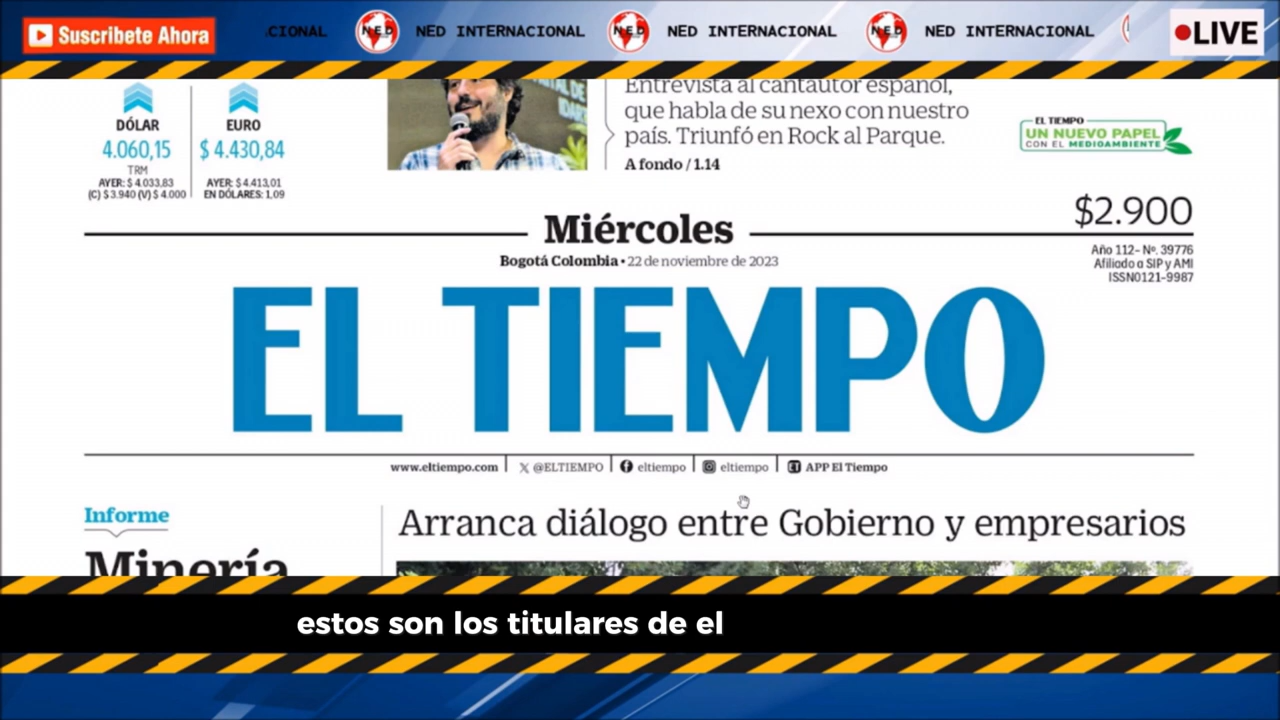 Suscribete Ahora
CIONAL
NED
NED INTERNACIONAL
NED
NED INTERNACIONAL
NED
NED INTERNACIONAL
LIVE
DÓLAR
4.060,15
TRM
AYER: $ 4.033,83
(C) $ 3.940 (V) $ 4.000
EURO
$ 4.430,84
AYER: $ 4.413,01
EN DÓLARES: 1,09
Entrevista al cantautor español,
que habla de su nexo con nuestro
país. Triunfó en Rock al Parque.
A fondo / 1.14
EL TIEMPO
UN NUEVO PAPEL
CON EL MEDIOAMBIENTE
$2.900
Miércoles
Bogotá Colombia • 22 de noviembre de 2023
Año 112- Nº. 39776
Afiliado a SIP y AMI
ISSN0121-9987
EL TIEMPO
www.eltiempo.com
@ELTIEMPO
eltiempo
eltiempo
ET APP El Tiempo
Informe
Minería
Arranca diálogo entre Gobierno y empresarios
estos son los titulares de el